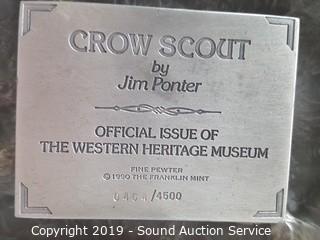 CROW SCOUT
by
Jim Ponter
OFFICIAL ISSUE OF
THE WESTERN HERITAGE MUSEUM
FINE PEWTER
©1990 THE FRANKLIN MINT
0464/4500
Copyright 2019 - Sound Auction Service